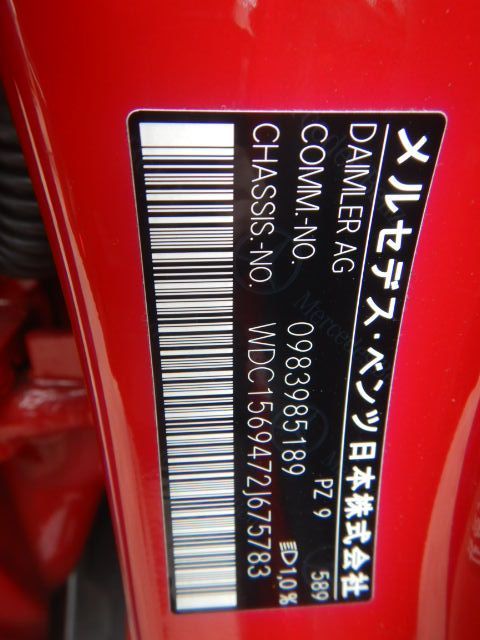 メルセデス・ベンツ日本株式会社
DAIMLER AG
COMM.-NO. 0983985189 PZ 9 589
CHASSIS.-NO. WDC1569472J675783 1,0%